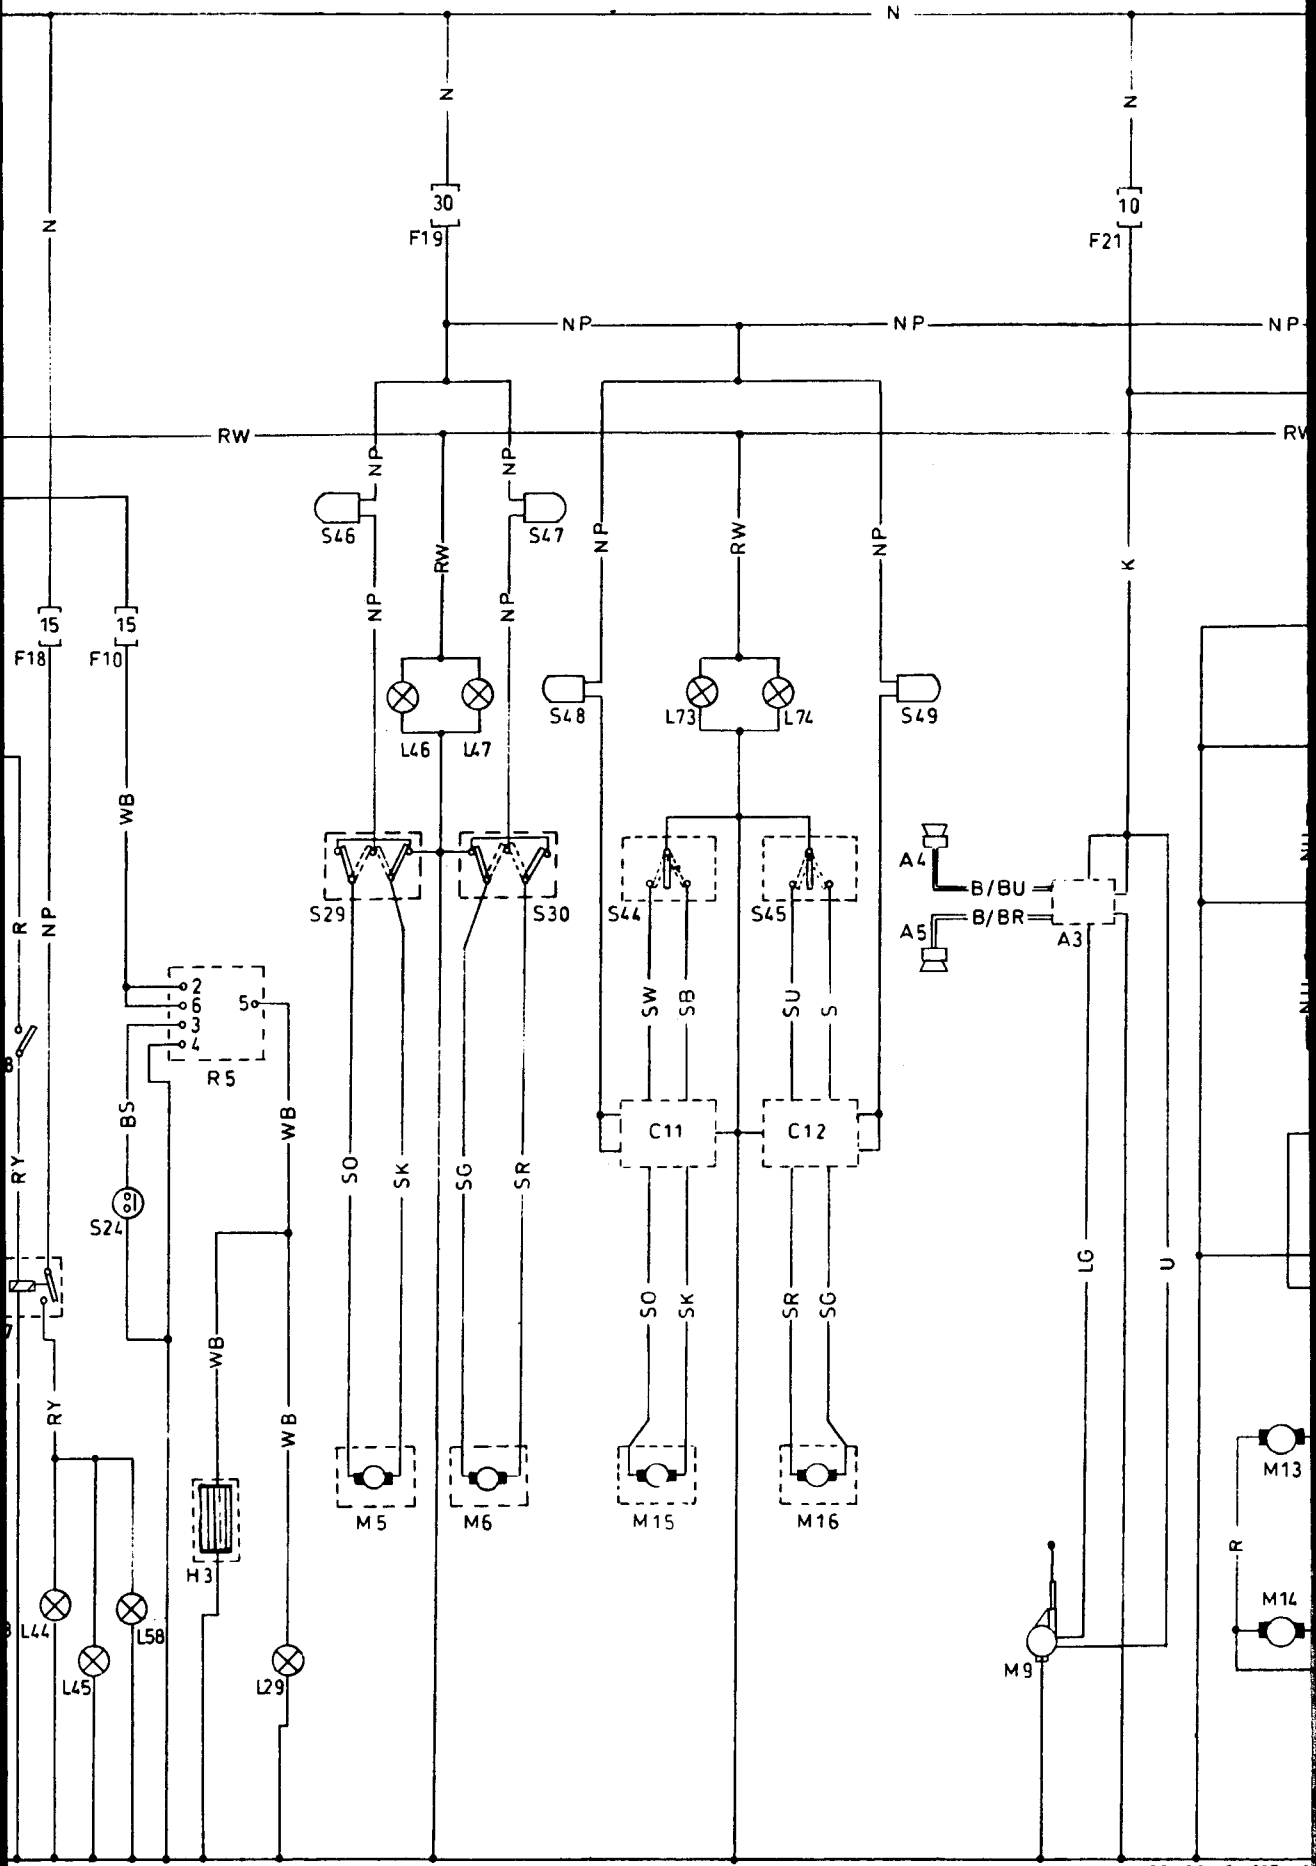 N
N
N
N
30
F19
10
F21
NP
NP
NP
RW
NP
NP
S46
S47
NP
RW
NP
K
RW
NP
NP
15
F18
15
F10
L46
L47
S48
L73
L74
S49
WB
S29
S30
S44
S45
A4
B/BU
A5
B/BR
A3
R
NP
2
6
3
4
5
R5
SW
SB
SU
S
BS
WB
C11
C12
SO
SK
SG
SR
RY
S24
LG
U
SO
SK
SR
SG
WB
RY
WB
M5
M6
M15
M16
M13
H3
R
M14
L44
L58
L45
L29
M9